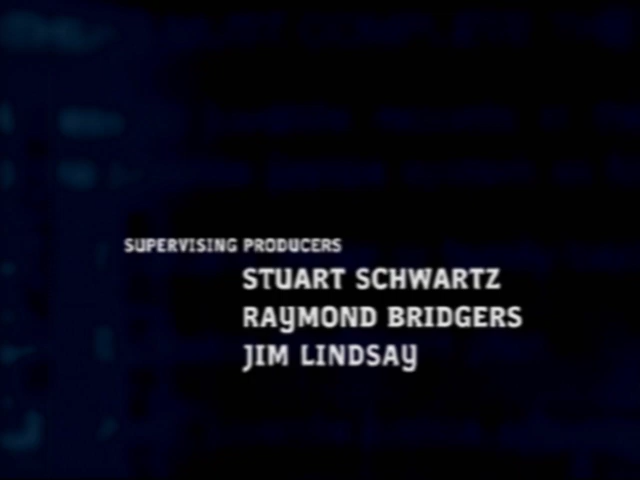 SUPERVISING PRODUCERS
STUART SCHWARTZ
RAYMOND BRIDGERS
JIM LINDSAY